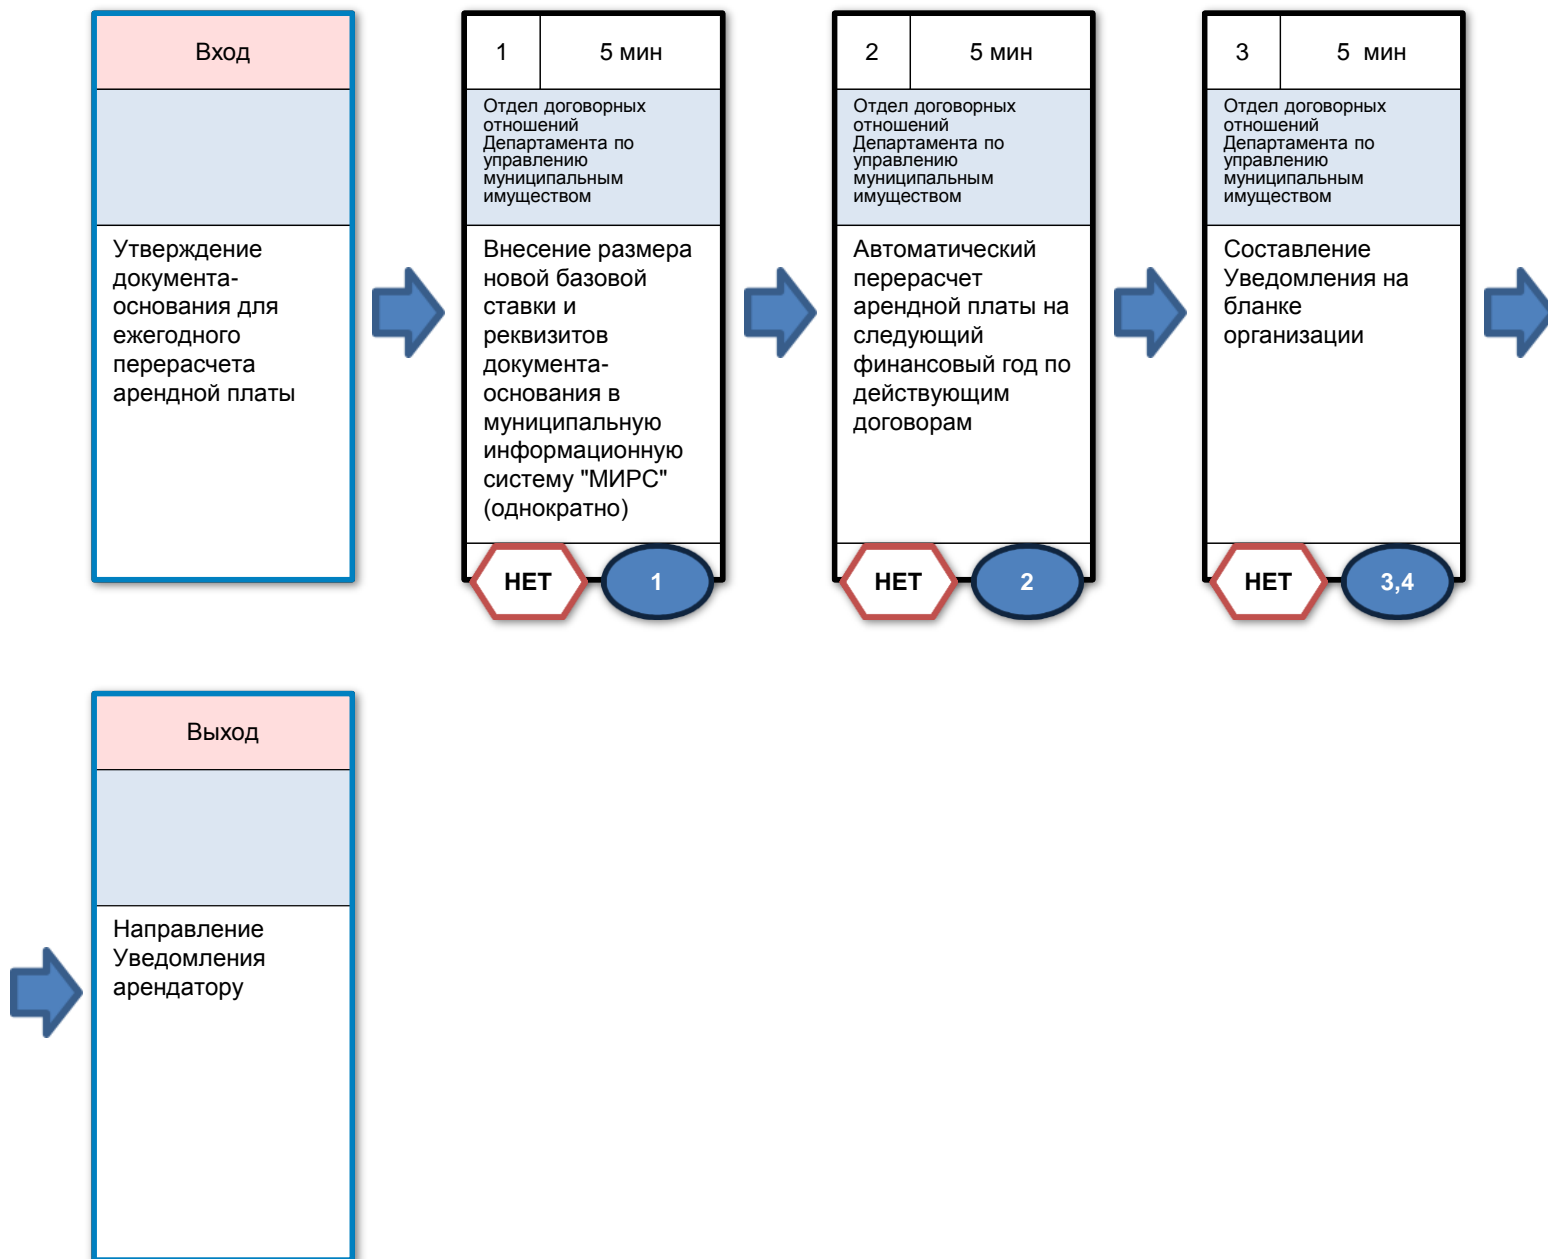 Вход
Утверждение
документа-
основания для
ежегодного
перерасчета
арендной платы
1
5 мин
Отдел договорных
отношений
Департамента по
управлению
муниципальным
имуществом
Внесение размера
новой базовой
ставки и
реквизитов
документа-
основания в
муниципальную
информационную
систему "МИРС"
(однократно)
НЕТ
1
2
5 мин
Отдел договорных
отношений
Департамента по
управлению
муниципальным
имуществом
Автоматический
перерасчет
арендной платы на
следующий
финансовый год по
действующим
договорам
НЕТ
2
3
5 мин
Отдел договорных
отношений
Департамента по
управлению
муниципальным
имуществом
Составление
Уведомления на
бланке
организации
НЕТ
3,4
Выход
Направление
Уведомления
арендатору